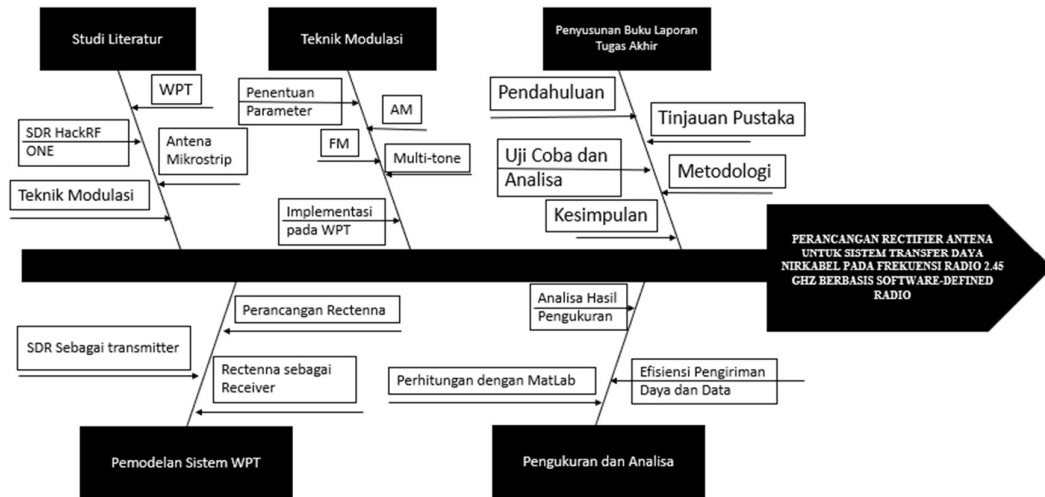 Studi Literatur
Teknik Modulasi
Penyusunan Buku Laporan
Tugas Akhir
WPT
SDR HackRF
ONE
Antena
Mikrostrip
Teknik Modulasi
Penentuan
Parameter
AM
FM
Multi-tone
Implementasi
pada WPT
Pendahuluan
Tinjauan Pustaka
Uji Coba dan
Analisa
Metodologi
Kesimpulan
PERANCANGAN RECTIFIER ANTENA
UNTUK SISTEM TRANSFER DAYA
NIRKABEL PADA FREKUENSI RADIO 2.45
GHZ BERBASIS SOFTWARE-DEFINED
RADIO
Perancangan Rectenna
SDR Sebagai transmitter
Rectenna sebagai
Receiver
Analisa Hasil
Pengukuran
Perhitungan dengan MatLab
Efisiensi Pengiriman
Daya dan Data
Pemodelan Sistem WPT
Pengukuran dan Analisa